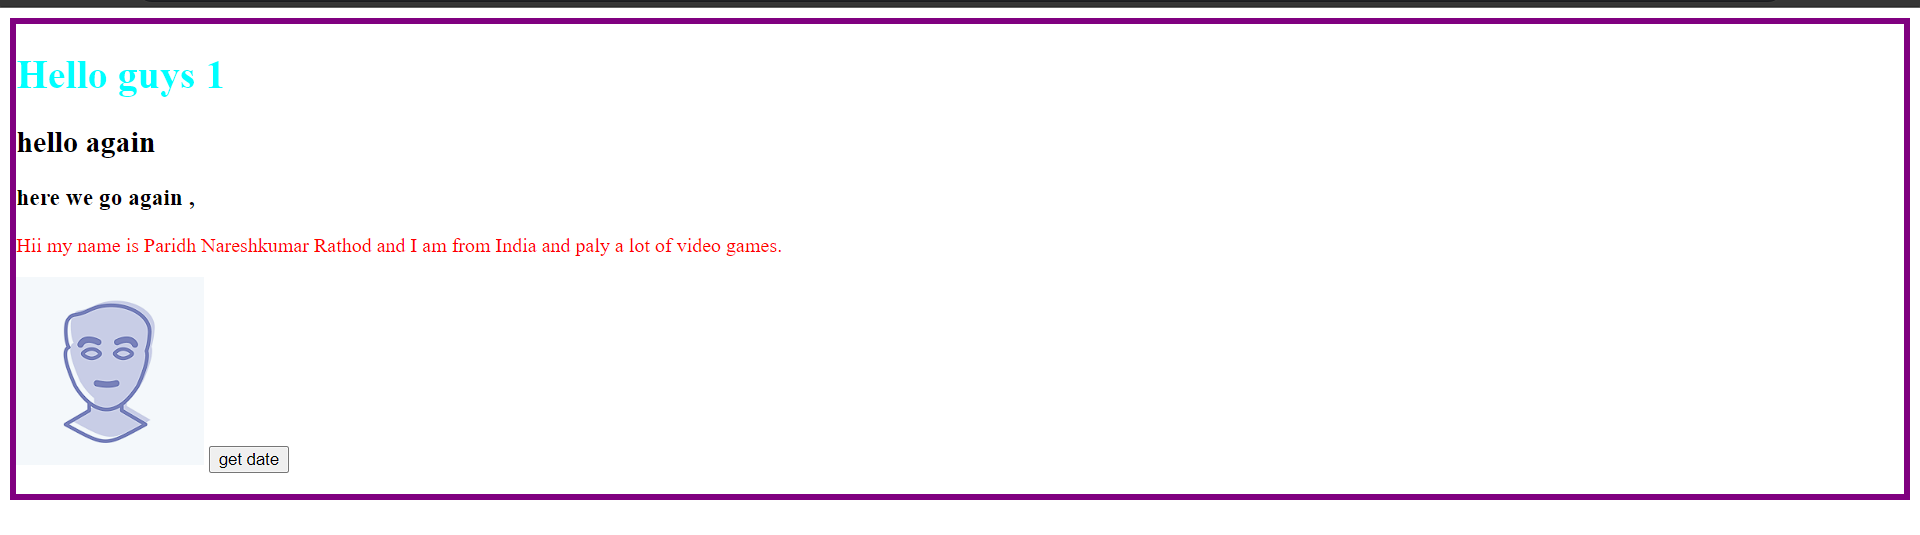 Hello guys 1
hello again
here we go again ,
Hii my name is Paridh Nareshkumar Rathod and I am from India and paly a lot of video games.
get date